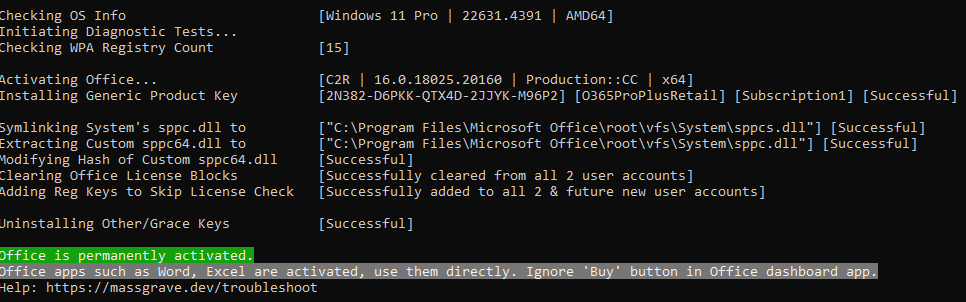 Checking OS Info [Windows 11 Pro | 22631.4391 | AMD64]
Initiating Diagnostic Tests...
Checking WPA Registry Count [15]
Activating Office... [C2R | 16.0.18025.20160 | Production::CC | x64]
Installing Generic Product Key [2N382-D6PKK-QTX4D-2JJYK-M96P2] [O365ProPlusRetail] [Subscription1] [Successful]
Symlinking System's sppc.dll to ["C:\Program Files\Microsoft Office\root\vfs\System\sppcs.dll"] [Successful]
Extracting Custom sppc64.dll to ["C:\Program Files\Microsoft Office\root\vfs\System\sppc.dll"] [Successful]
Modifying Hash of Custom sppc64.dll [Successful]
Clearing Office License Blocks [Successfully cleared from all 2 user accounts]
Adding Reg Keys to Skip License Check [Successfully added to all 2 & future new user accounts]
Uninstalling Other/Grace Keys [Successful]
Office is permanently activated.
Office apps such as Word, Excel are activated, use them directly. Ignore 'Buy' button in Office dashboard app.
Help: https://massgrave.dev/troubleshoot